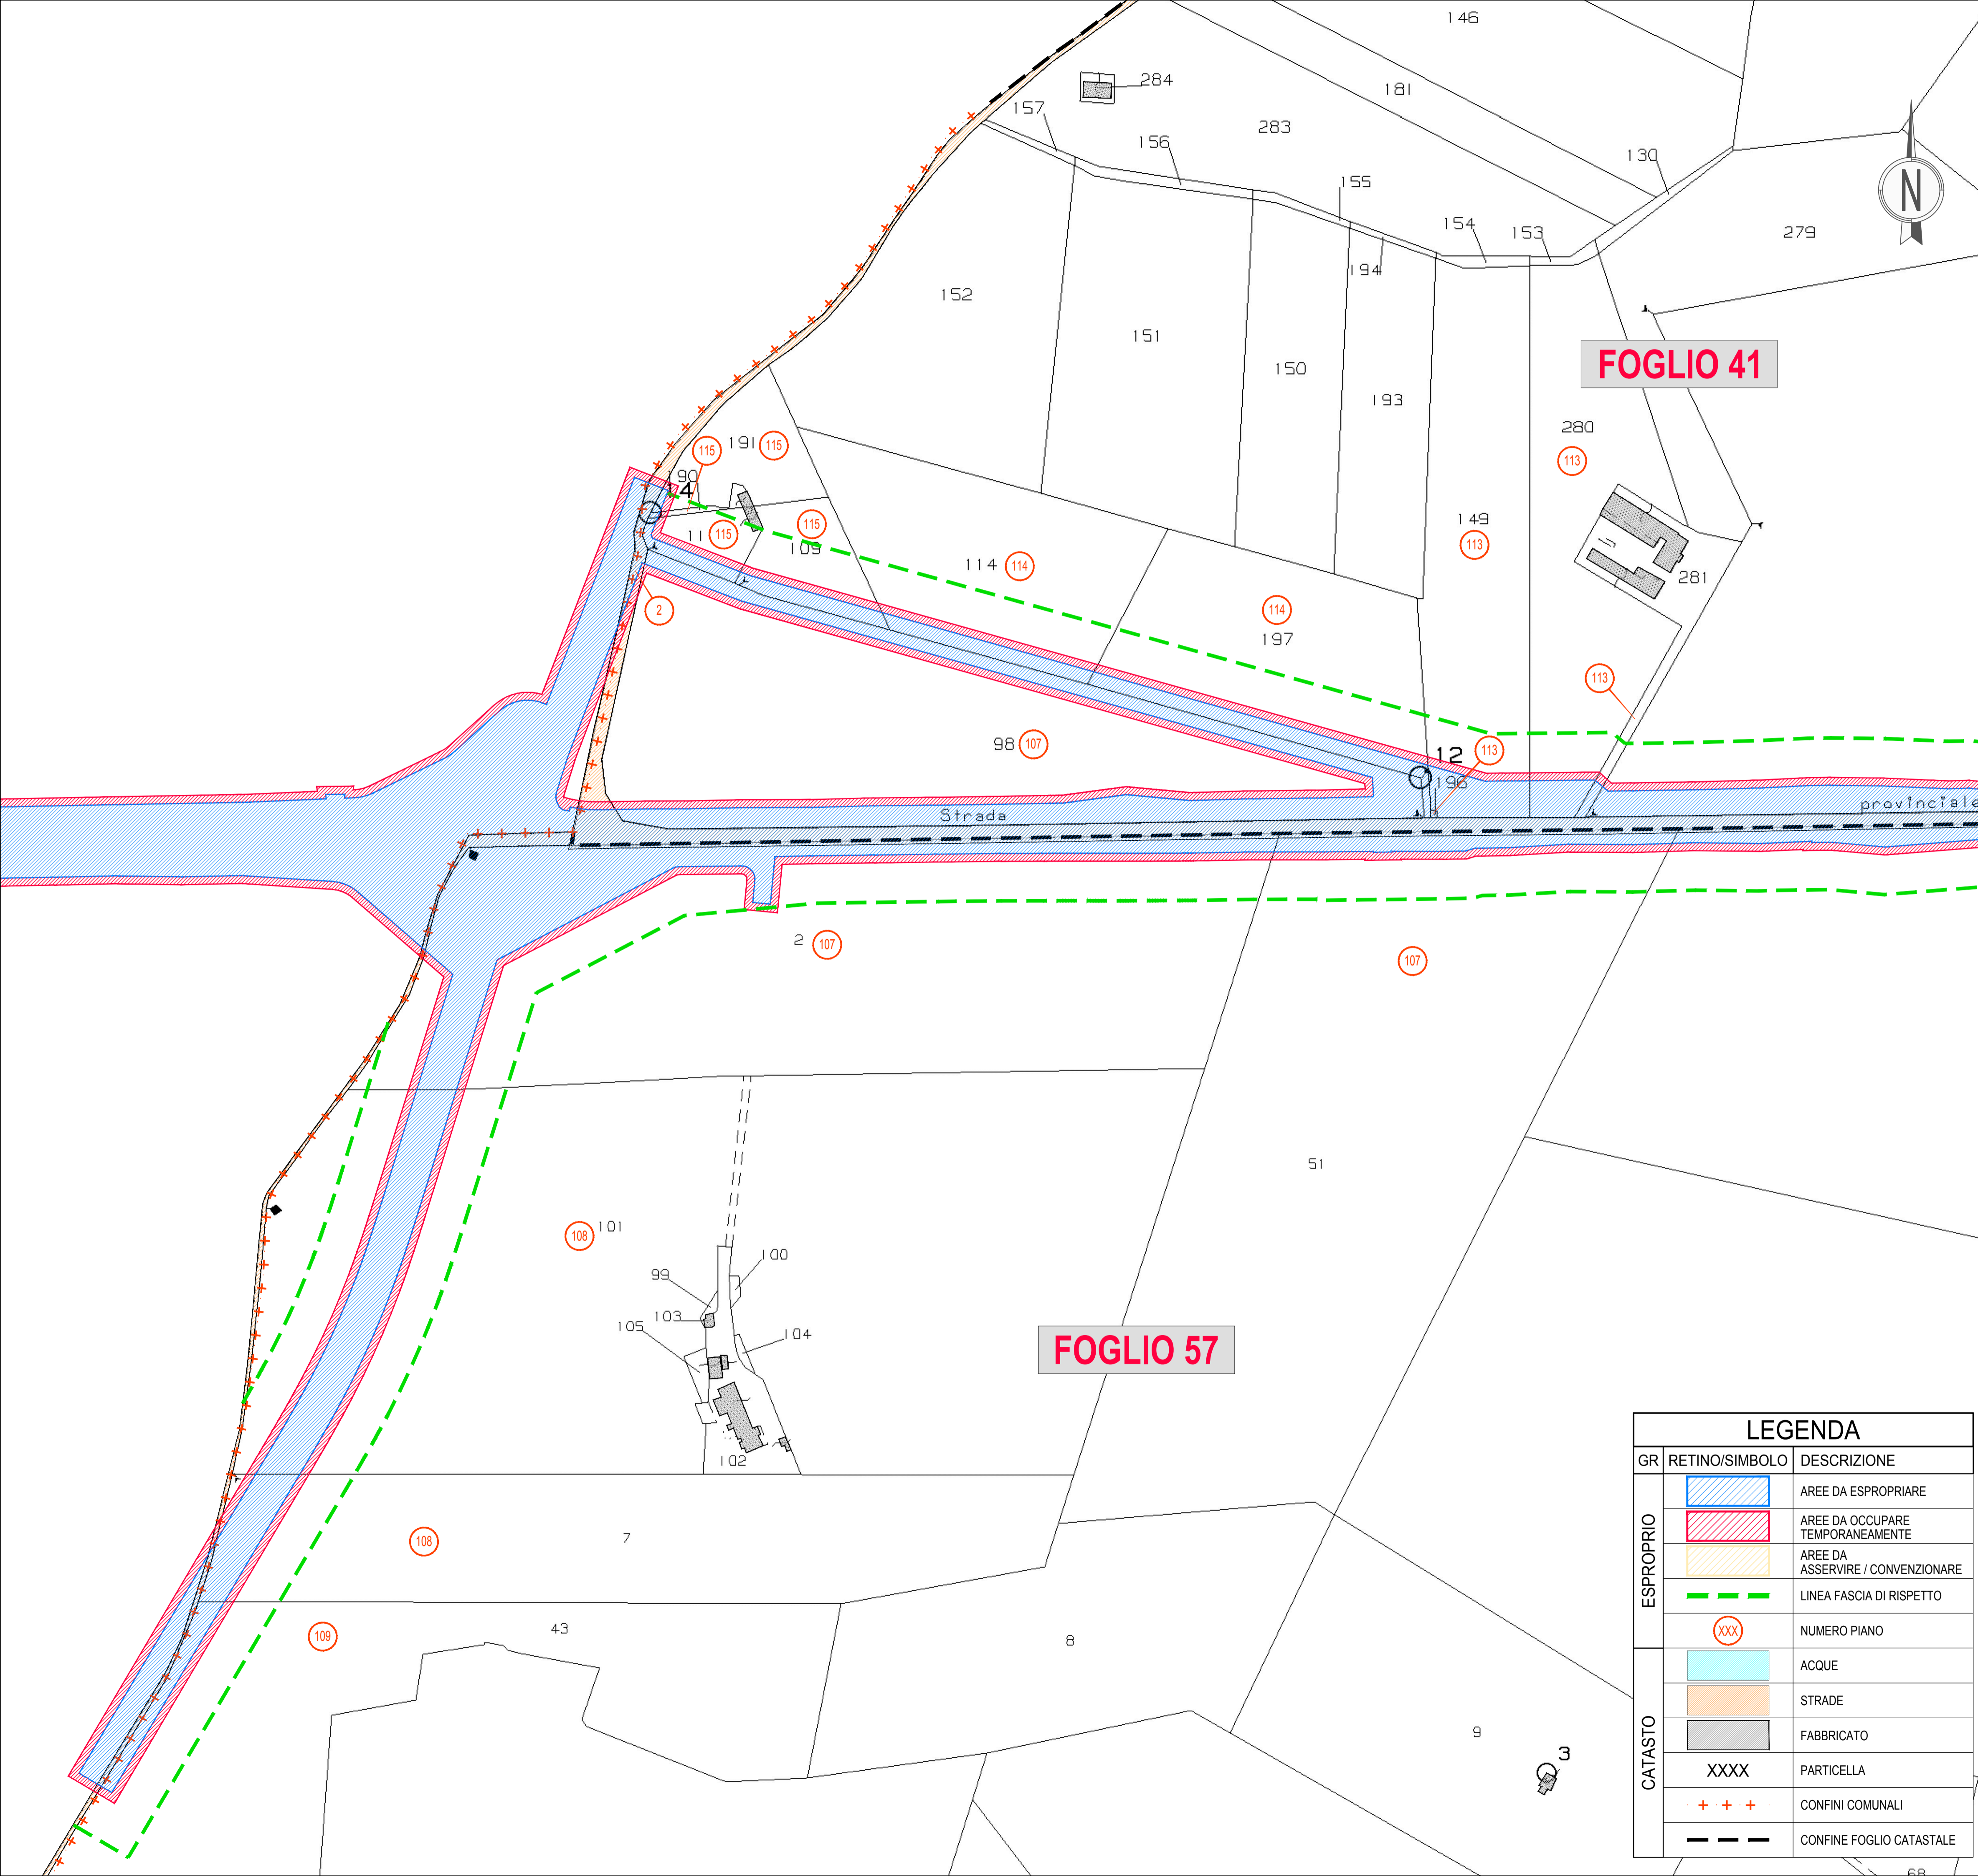 146
284
181
157
283
156
130
155
154
153
279
194
152
151
FOGLIO 41
150
193
280
191
115
115
113
90
4
149
115
11
115
109
113
114
114
281
2
114
197
113
98
107
12
113
196
Strada
provinciale
2
107
107
51
108
101
100
99
103
105
104
FOGLIO 57
102
108
7
109
43
8
9
3
68
N
LEGENDA
GR
RETINO/SIMBOLO
DESCRIZIONE
ESPROPRIO
AREE DA ESPROPRIARE
AREE DA OCCUPARE
TEMPORANEAMENTE
AREE DA
ASSERVIRE / CONVENZIONARE
LINEA FASCIA DI RISPETTO
XXX
NUMERO PIANO
CATASTO
ACQUE
STRADE
FABBRICATO
XXXX
PARTICELLA
CONFINI COMUNALI
CONFINE FOGLIO CATASTALE